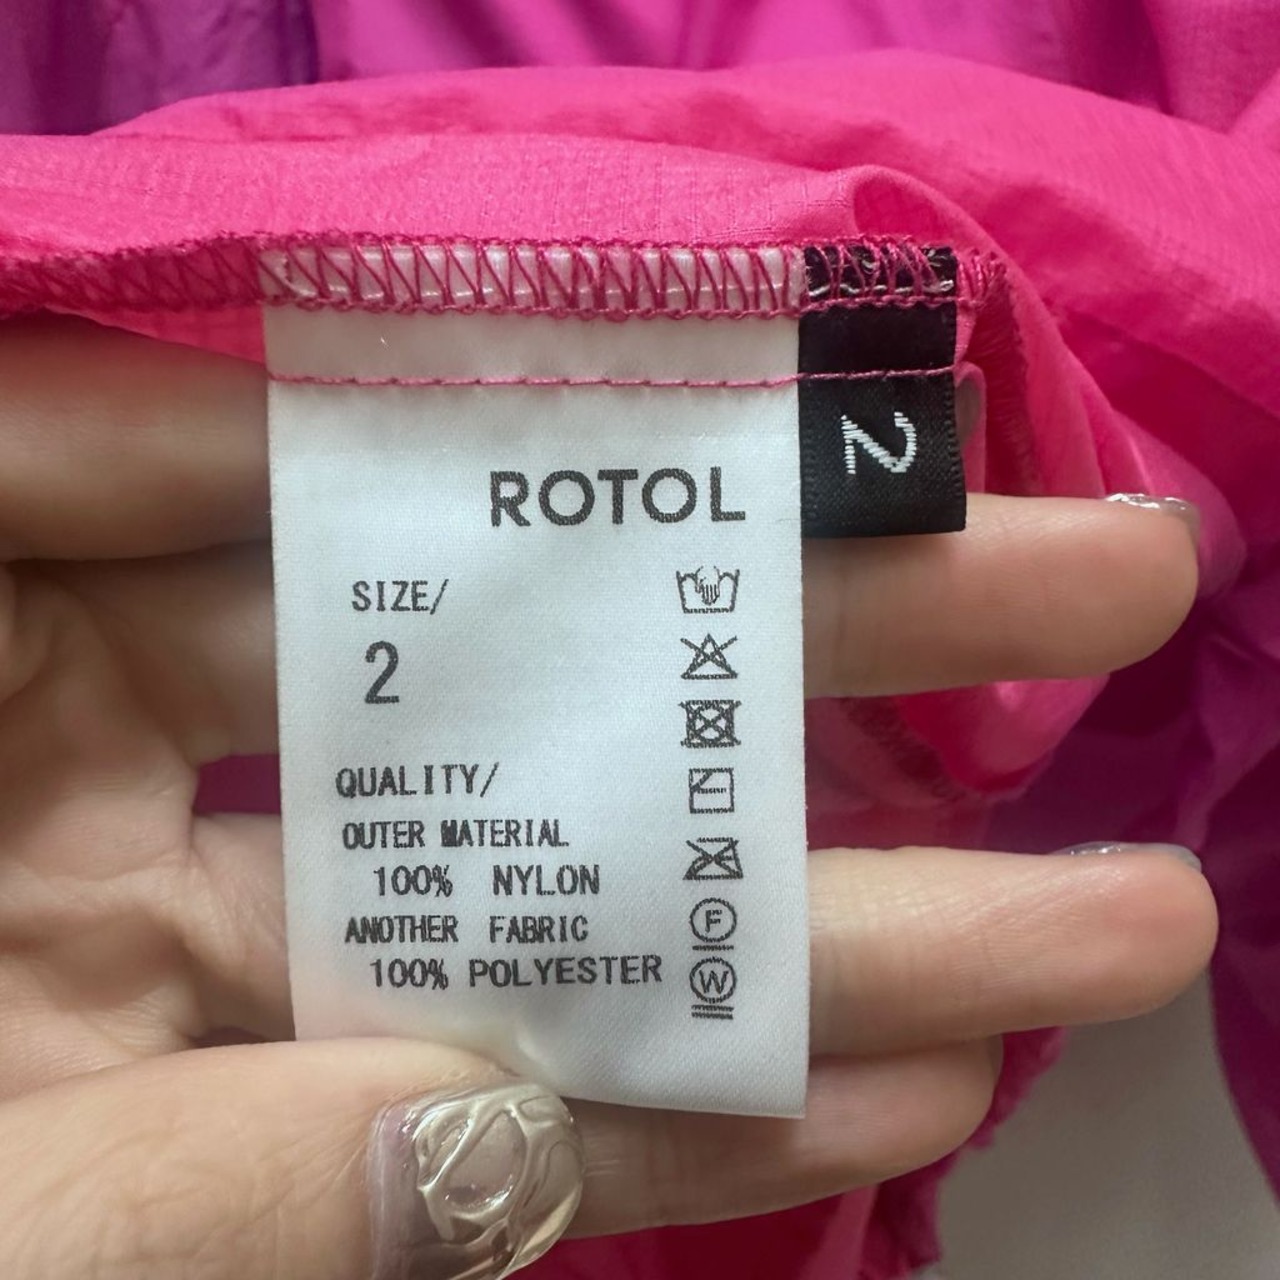 ROTOL
2
SIZE/
2
QUALITY/
OUTER MATERIAL
100% NYLON
ANOTHER FABRIC
100% POLYESTER
F
W